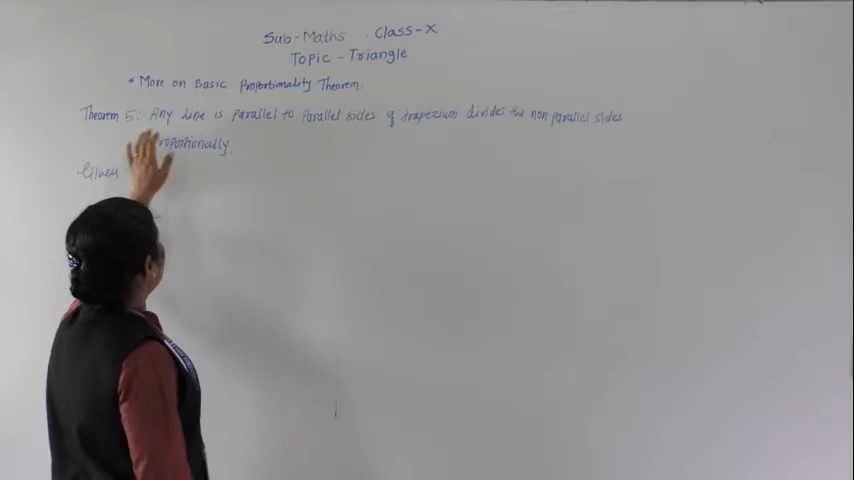 Sub-Maths, Class-X
Topic - Triangle
* More on Basic Proportionality Theorem.
Theorem 5: Any line is parallel to parallel sides of trapezium divides the non parallel sides
proportionally.
Given